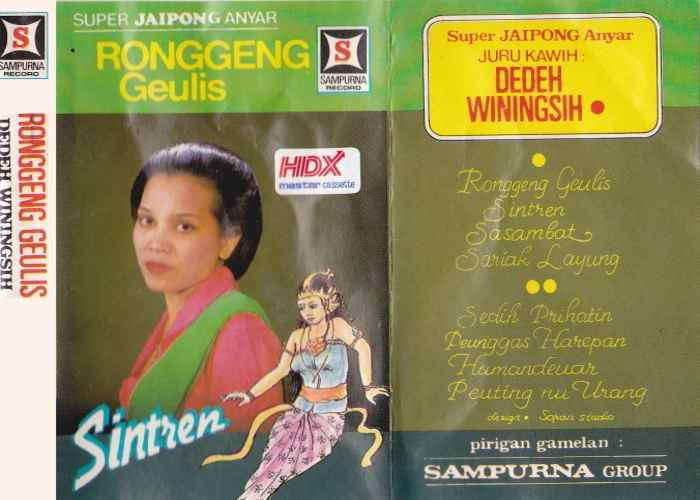 S
SAMPURNA
RECORD
RONGGENG GEULIS
DEDEH WININGSIH
SUPER JAIPONG ANYAR
RONGGENG
Geulis
S
SAMPURNA
RECORD
HDX
master cassette
Sintren
Super JAIPONG Anyar
JURU KAWIH :
DEDEH
WININGSIH
Ronggeng Geulis
Sintren
Sasambat
Sariak Layung
Sedih Prihatin
Peunggas Harepan
Humandeuar
Peuting nu Urang
design • Sopan studio
pirigan gamelan :
SAMPURNA GROUP